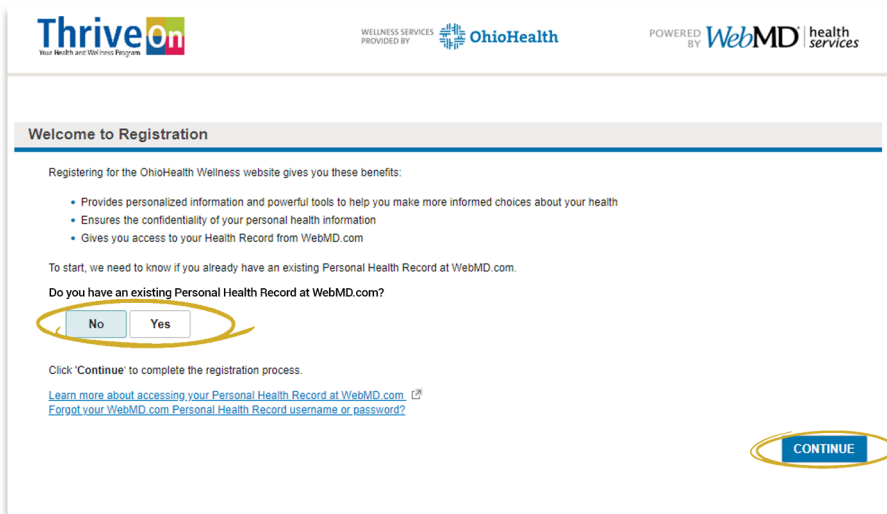 Thrive On
Your Health and Wellness Program
WELLNESS SERVICES
PROVIDED BY
OhioHealth
POWERED
BY
WebMD health
services
Welcome to Registration
Registering for the OhioHealth Wellness website gives you these benefits:
• Provides personalized information and powerful tools to help you make more informed choices about your health
• Ensures the confidentiality of your personal health information
• Gives you access to your Health Record from WebMD.com
To start, we need to know if you already have an existing Personal Health Record at WebMD.com.
Do you have an existing Personal Health Record at WebMD.com?
No Yes
Click 'Continue' to complete the registration process.
Learn more about accessing your Personal Health Record at WebMD.com
Forgot your WebMD.com Personal Health Record username or password?
CONTINUE